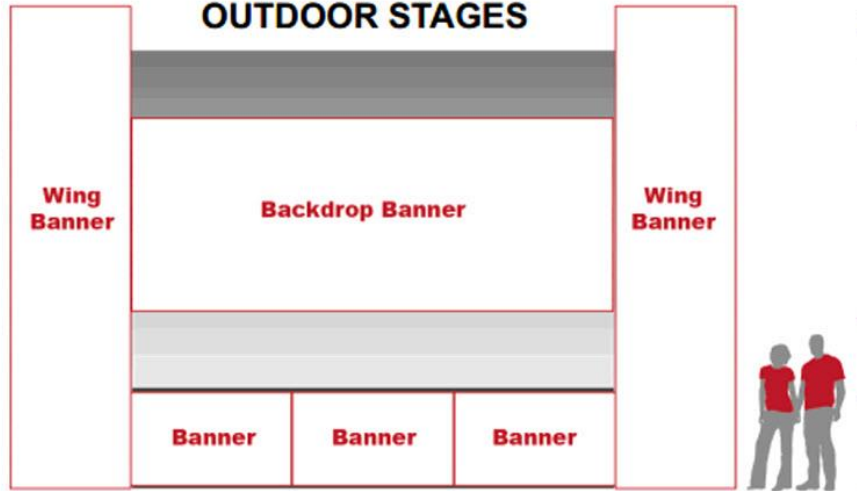 OUTDOOR STAGES
Wing
Banner
Backdrop Banner
Wing
Banner
Banner
Banner
Banner